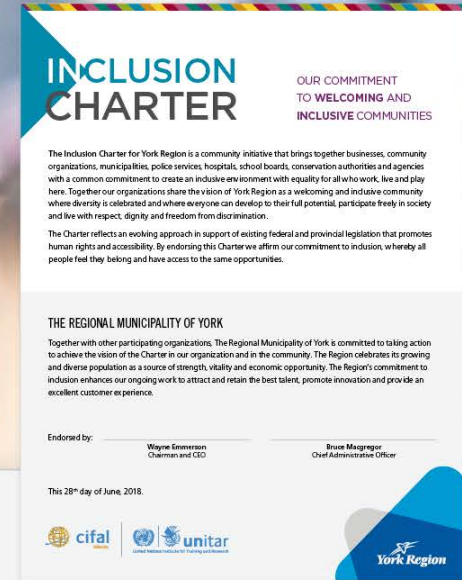 INCLUSION
CHARTER
OUR COMMITMENT
TO WELCOMING AND
INCLUSIVE COMMUNITIES
The Inclusion Charter for York Region is a community initiative that brings together businesses, community
organizations, municipalities, police services, hospitals, school boards, conservation authorities and agencies
with a common commitment to create an inclusive environment with equality for all who work, live and play
here. Together our organizations share the vision of York Region as a welcoming and inclusive community
where diversity is celebrated and where everyone can develop to their full potential, participate freely in society
and live with respect, dignity and freedom from discrimination.
The Charter reflects an evolving approach in support of existing federal and provincial legislation that promotes
human rights and accessibility. By endorsing this Charter we affirm our commitment to inclusion, whereby all
people feel they belong and have access to the same opportunities.
THE REGIONAL MUNICIPALITY OF YORK
Together with other participating organizations, The Regional Municipality of York is committed to taking action
to achieve the vision of the Charter in our organization and in the community. The Region celebrates its growing
and diverse population as a source of strength, vitality and economic opportunity. The Region's commitment to
inclusion enhances our ongoing work to attract and retain the best talent, promote innovation and provide an
excellent customer experience.
Endorsed by:
Wayne Emmerson
Chairman and CEO
Bruce Macgregor
Chief Administrative Officer
This 28th day of June, 2018.
cifal
unitar
United Nations Institute for Training and Research
York Region